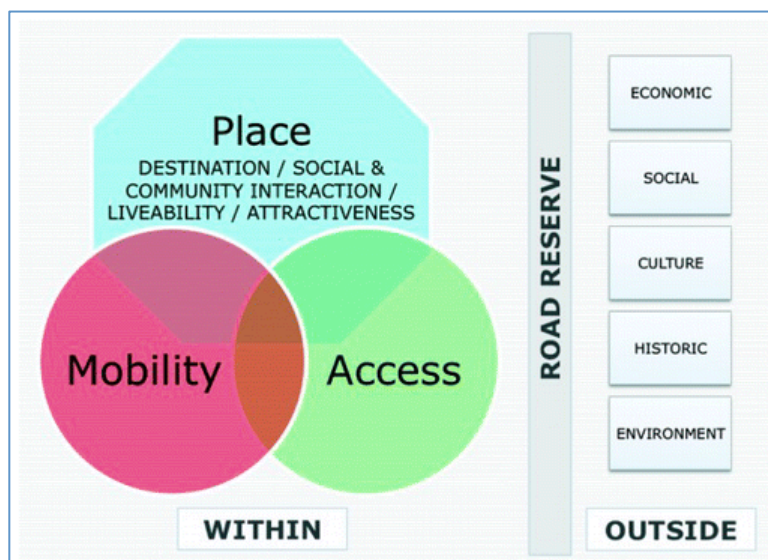 Place
DESTINATION / SOCIAL &
COMMUNITY INTERACTION /
LIVEABILITY / ATTRACTIVENESS
Mobility
Access
WITHIN
ROAD RESERVE
ECONOMIC
SOCIAL
CULTURE
HISTORIC
ENVIRONMENT
OUTSIDE